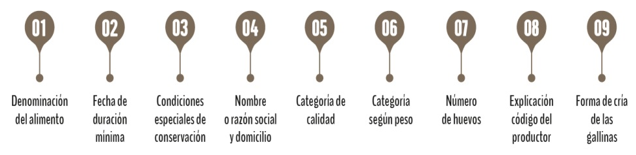 01 02 03 04 05 06 07 08 09
Denominación del alimento
Fecha de duración mínima
Condiciones especiales de conservación
Nombre o razón social y domicilio
Categoría de calidad
Categoría según peso
Número de huevos
Explicación código del productor
Forma de cría de las gallinas